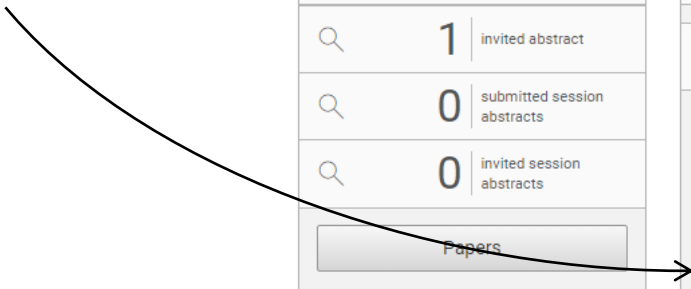 1 invited abstract
0 submitted session
abstracts
0 invited session
abstracts
Papers